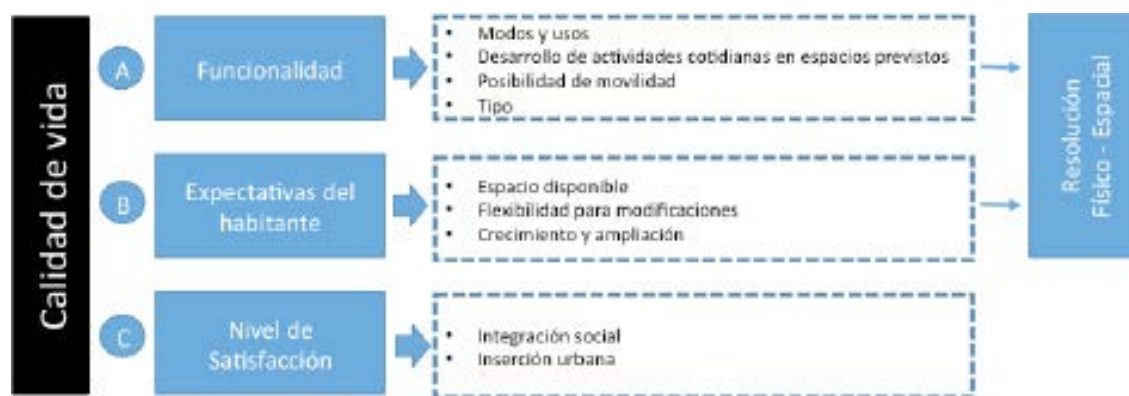 Calidad de vida
A
Funcionalidad
• Modos y usos
• Desarrollo de actividades cotidianas en espacios previstos
• Posibilidad de movilidad
• Tipo
B
Expectativas del
habitante
• Espacio disponible
• Flexibilidad para modificaciones
• Crecimiento y ampliación
C
Nivel de
Satisfacción
• Integración social
• Inserción urbana
Resolución
Físico - Espacial